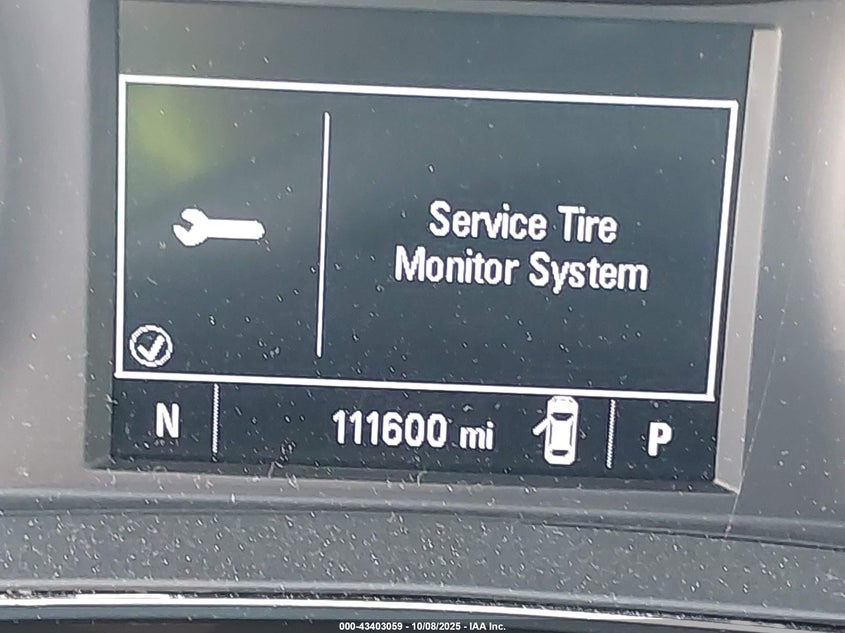 Service Tire
Monitor System
N
111600 mi
P
000-43403059 - 10/08/2025 - IAA Inc.